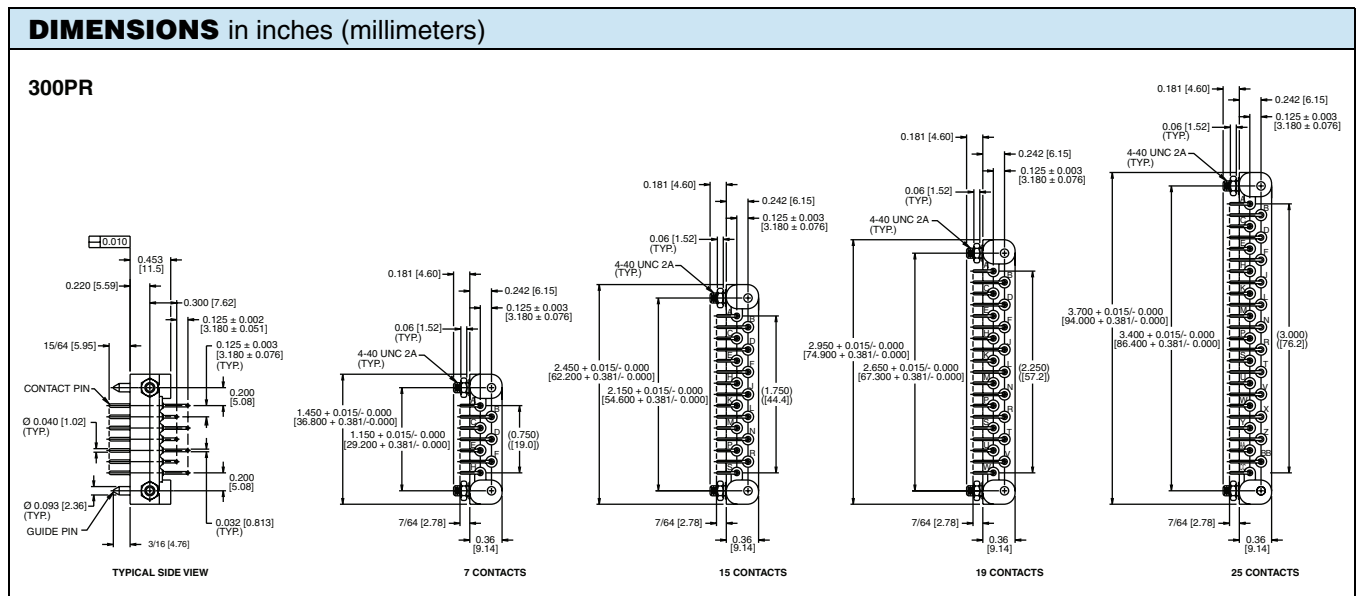 DIMENSIONS in inches (millimeters)
300PR
0.010
0.453
[11.5]
0.220 [5.59]
0.300 [7.62]
0.125 ± 0.002
[3.180 ± 0.051]
15/64 [5.95]
0.125 ± 0.003
[3.180 ± 0.076]
(TYP.)
CONTACT PIN
0.200
[5.08]
Ø 0.040 [1.02]
(TYP.)
0.200
[5.08]
Ø 0.093 [2.36]
(TYP.)
GUIDE PIN
0.032 [0.813]
(TYP.)
3/16 [4.76]
TYPICAL SIDE VIEW
0.181 [4.60]
0.242 [6.15]
0.125 ± 0.003
[3.180 ± 0.076]
0.06 [1.52]
(TYP.)
4-40 UNC 2A
(TYP.)
1.450 + 0.015/- 0.000
[36.800 + 0.381/-0.000]
1.150 + 0.015/- 0.000
[29.200 + 0.381/- 0.000]
A
B
C
D
E
F
H
(0.750)
([19.0])
7/64 [2.78]
0.36
[9.14]
7 CONTACTS
0.181 [4.60]
0.242 [6.15]
0.125 ± 0.003
[3.180 ± 0.076]
0.06 [1.52]
(TYP.)
4-40 UNC 2A
(TYP.)
2.450 + 0.015/- 0.000
[62.200 + 0.381/- 0.000]
2.150 + 0.015/- 0.000
[54.600 + 0.381/- 0.000]
A
B
C
D
E
F
H
J
K
L
M
N
P
R
S
(1.750)
([44.4])
7/64 [2.78]
0.36
[9.14]
15 CONTACTS
0.181 [4.60]
0.242 [6.15]
0.125 ± 0.003
[3.180 ± 0.076]
0.06 [1.52]
(TYP.)
4-40 UNC 2A
(TYP.)
2.950 + 0.015/- 0.000
[74.900 + 0.381/- 0.000]
2.650 + 0.015/- 0.000
[67.300 + 0.381/- 0.000]
A
B
C
D
E
F
H
J
K
L
M
N
P
R
S
T
U
V
W
(2.250)
([57.2])
7/64 [2.78]
0.36
[9.14]
19 CONTACTS
0.181 [4.60]
0.242 [6.15]
0.125 ± 0.003
[3.180 ± 0.076]
0.06 [1.52]
(TYP.)
4-40 UNC 2A
(TYP.)
3.700 + 0.015/- 0.000
[94.000 + 0.381/- 0.000]
3.400 + 0.015/- 0.000
[86.400 + 0.381/- 0.000]
A
B
C
D
E
F
H
J
K
L
M
N
P
R
S
T
U
V
W
X
Y
Z
BB
(3.000)
([76.2])
7/64 [2.78]
0.36
[9.14]
25 CONTACTS